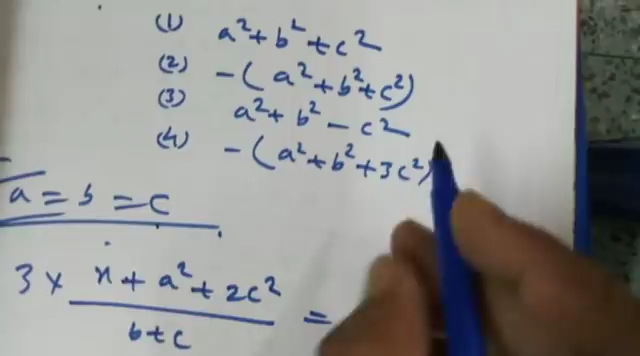 (1) a²+b²+c²
(2) -(a²+b²+c²)
(3) a²+b²-c²
(4) -(a²+b²+3c²)
a=b=c
3 × (x+a²+2c²)/(b+c) =